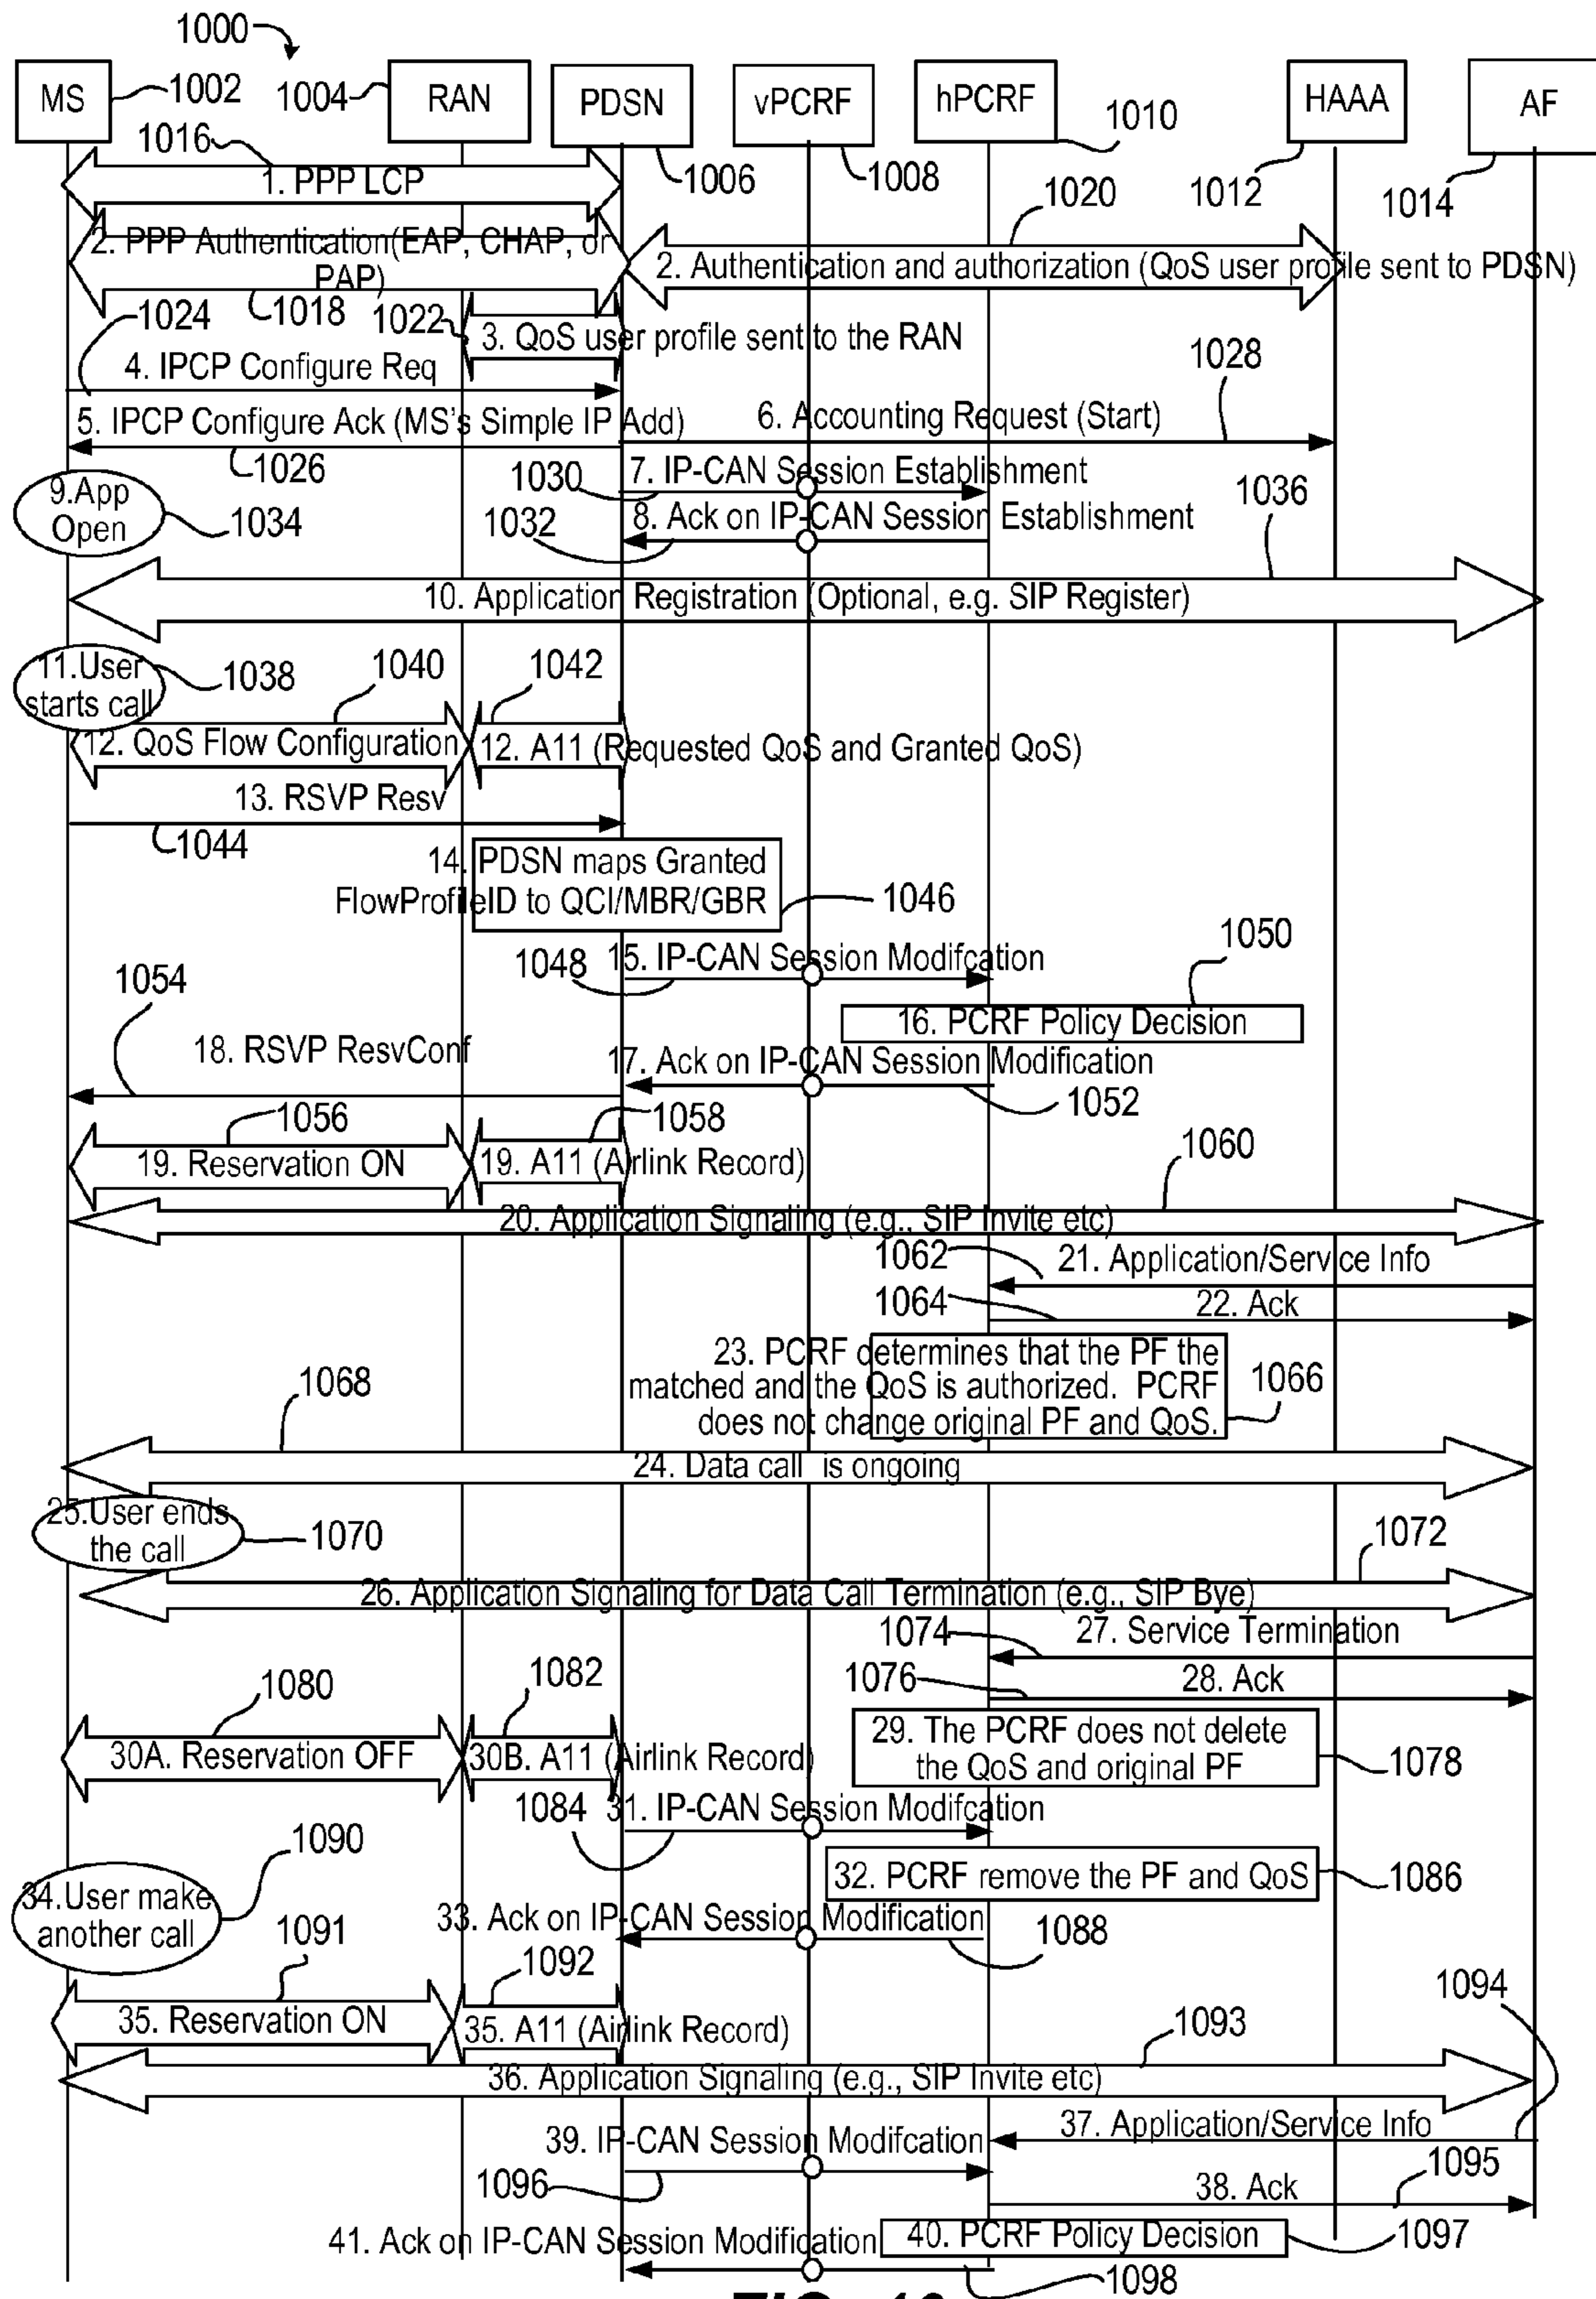 1000
MS
1002
1004
RAN
PDSN
vPCRF
hPCRF
1010
HAAA
AF
1016
1006
1008
1020
1012
1014
1. PPP LCP
2. PPP Authentication(EAP, CHAP, or
PAP)
2. Authentication and authorization (QoS user profile sent to PDSN)
1024
1018
1022
3. QoS user profile sent to the RAN
4. IPCP Configure Req
1028
5. IPCP Configure Ack (MS's Simple IP Add)
6. Accounting Request (Start)
1026
1030
7. IP-CAN Session Establishment
1036
9.App
Open
1034
1032
8. Ack on IP-CAN Session Establishment
10. Application Registration (Optional, e.g. SIP Register)
11.User
starts call
1038
1040
1042
12. QoS Flow Configuration
12. A11 (Requested QoS and Granted QoS)
13. RSVP Resv
1044
14. PDSN maps Granted
FlowProfileID to QCI/MBR/GBR
1046
1048
15. IP-CAN Session Modifcation
1050
1054
16. PCRF Policy Decision
18. RSVP ResvConf
17. Ack on IP-CAN Session Modification
1052
1056
1058
19. Reservation ON
19. A11 (Airlink Record)
1060
20. Application Signaling (e.g., SIP Invite etc)
1062
21. Application/Service Info
1064
22. Ack
23. PCRF determines that the PF the
matched and the QoS is authorized. PCRF
does not change original PF and QoS.
1066
1068
24. Data call is ongoing
25.User ends
the call
1070
1072
26. Application Signaling for Data Call Termination (e.g., SIP Bye)
1074
27. Service Termination
1076
28. Ack
1080
1082
29. The PCRF does not delete
the QoS and original PF
1078
30A. Reservation OFF
30B. A11 (Airlink Record)
1084
31. IP-CAN Session Modifcation
1090
32. PCRF remove the PF and QoS
1086
34.User make
another call
33. Ack on IP-CAN Session Modification
1088
1091
1092
1094
35. Reservation ON
35. A11 (Airlink Record)
1093
36. Application Signaling (e.g., SIP Invite etc)
37. Application/Service Info
39. IP-CAN Session Modifcation
1096
1095
38. Ack
41. Ack on IP-CAN Session Modification
40. PCRF Policy Decision
1097
1098